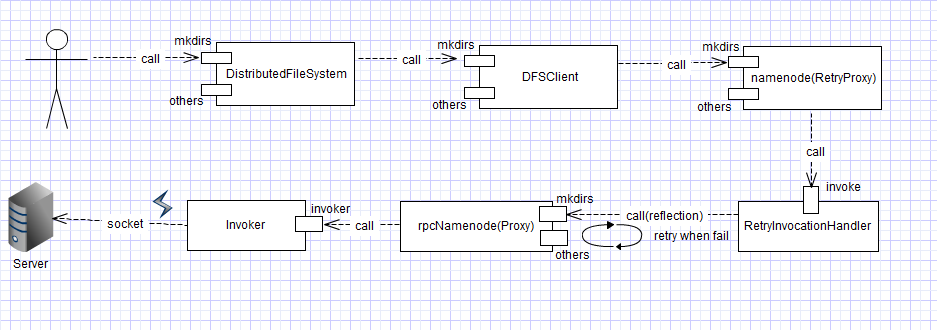 mkdirs
call
DistributedFileSystem
others
mkdirs
call
DFSClient
others
mkdirs
call
namenode(RetryProxy)
others
call
invoke
RetryInvocationHandler
mkdirs
call(reflection)
retry when fail
rpcNamenode(Proxy)
others
invoker
call
Invoker
socket
Server